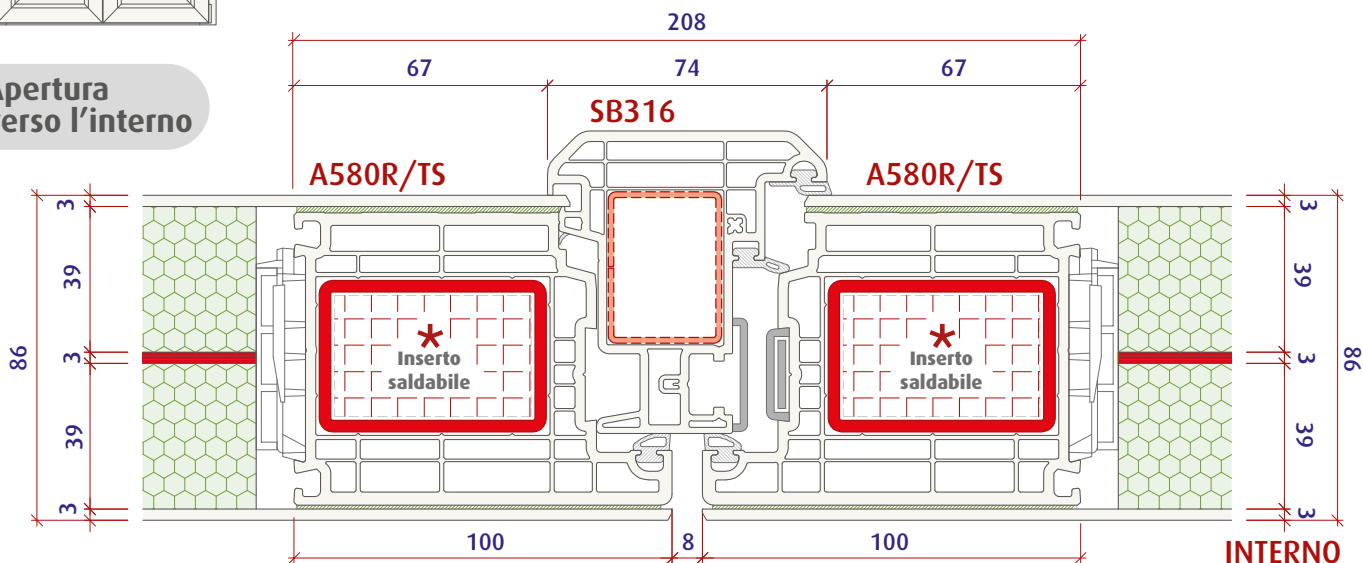 208
67
74
67
Apertura
verso l'interno
SB316
A580R/TS
A580R/TS
3
39
3
39
3
86
3
39
3
39
3
86
*
Inserto
saldabile
*
Inserto
saldabile
100
8
100
INTERNO